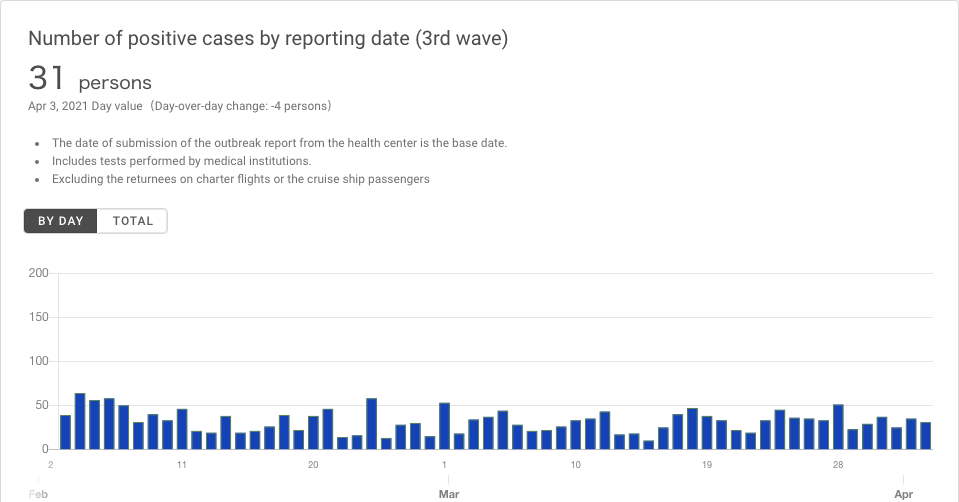 Number of positive cases by reporting date (3rd wave)
31 persons
Apr 3, 2021 Day value（Day-over-day change: -4 persons）
• The date of submission of the outbreak report from the health center is the base date.
• Includes tests performed by medical institutions.
• Excluding the returnees on charter flights or the cruise ship passengers
BY DAY TOTAL
200
150
100
50
0
2 11 20 1 10 19 28
Feb Mar Apr